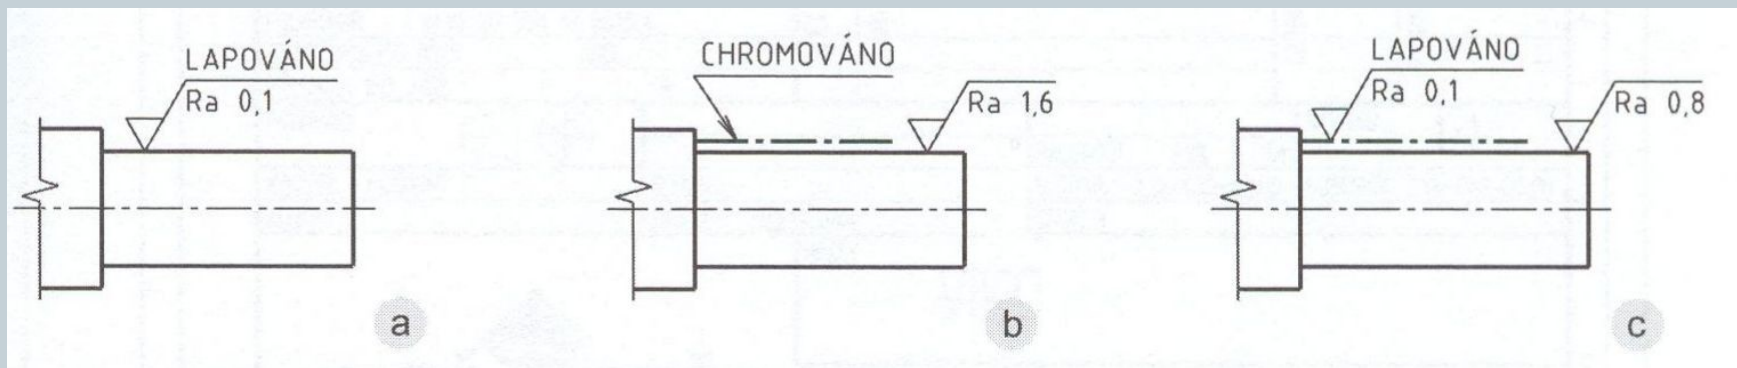 LAPOVÁNO
Ra 0,1
a
CHROMOVÁNO
Ra 1,6
b
LAPOVÁNO
Ra 0,1
Ra 0,8
c